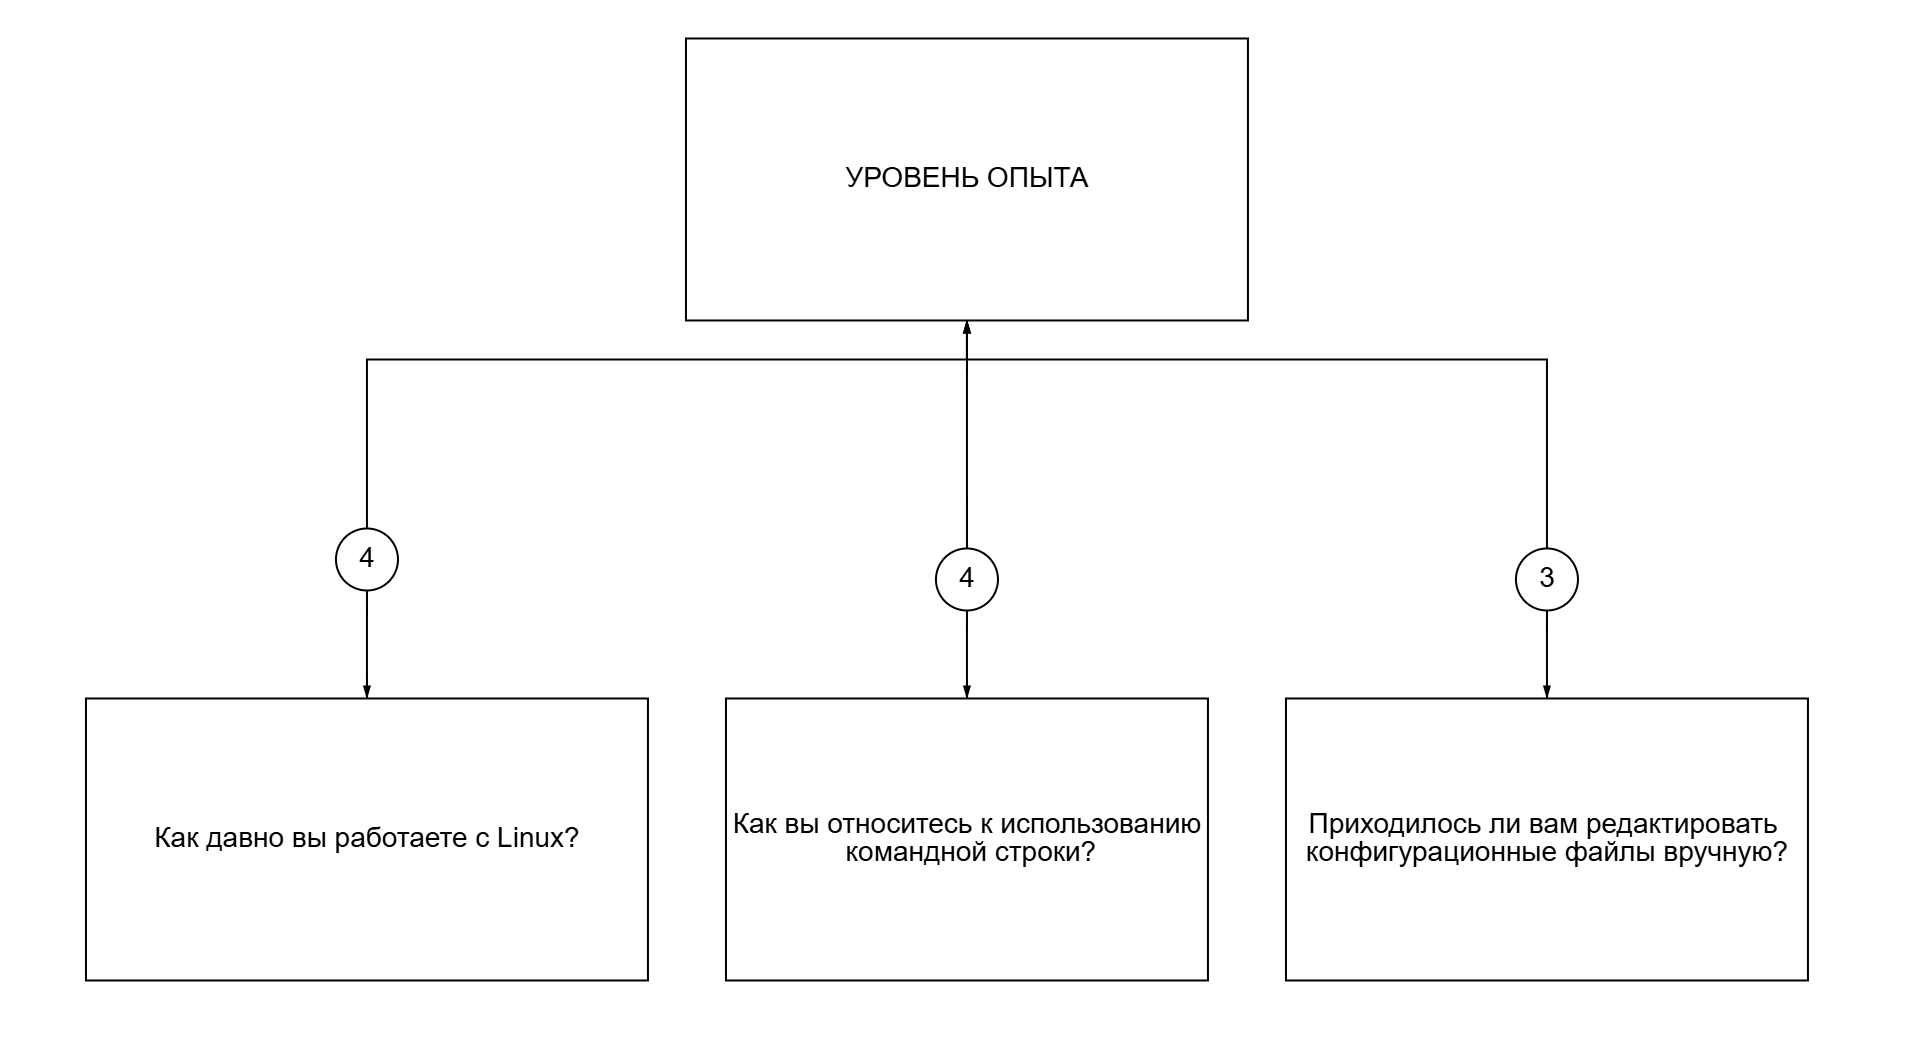 УРОВЕНЬ ОПЫТА
4
4
3
Как давно вы работаете с Linux?
Как вы относитесь к использованию
командной строки?
Приходилось ли вам редактировать
конфигурационные файлы вручную?